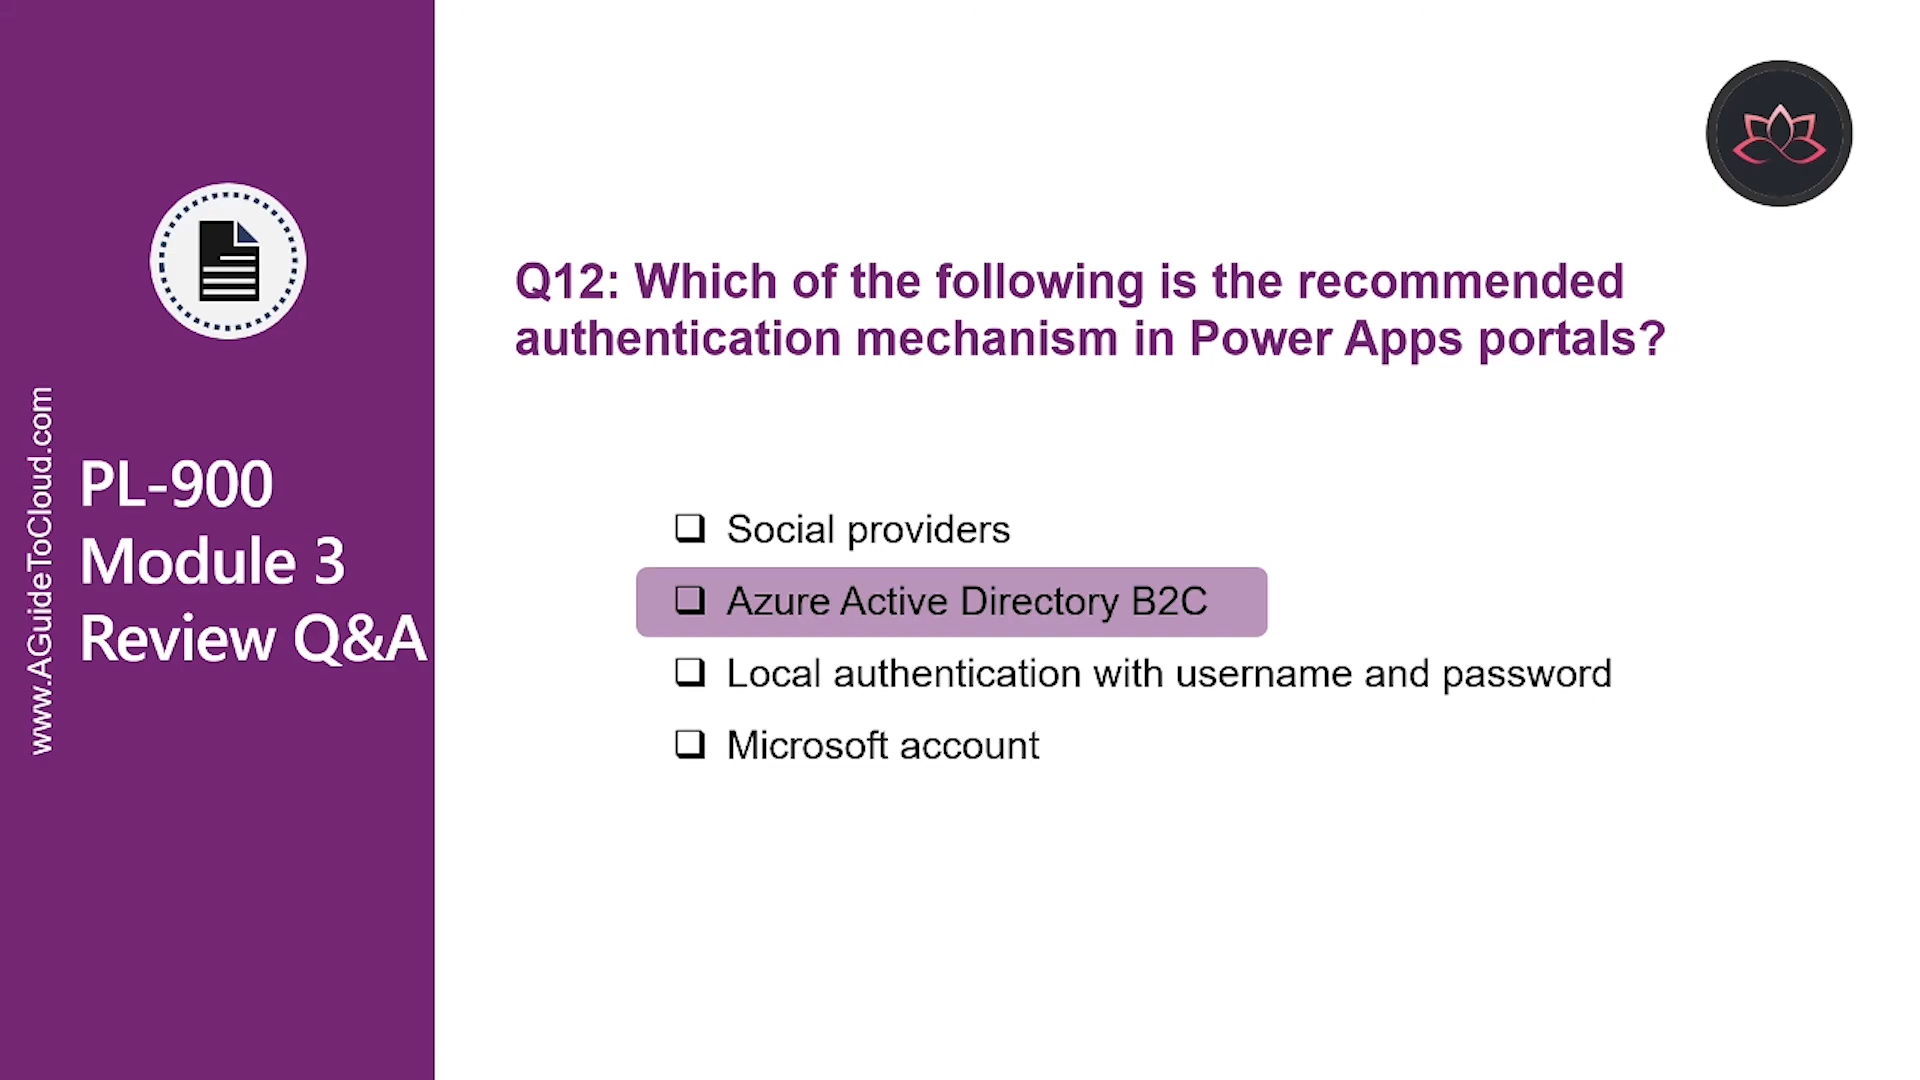 www.AGuideToCloud.com
PL-900
Module 3
Review Q&A
Q12: Which of the following is the recommended
authentication mechanism in Power Apps portals?
Social providers
Azure Active Directory B2C
Local authentication with username and password
Microsoft account